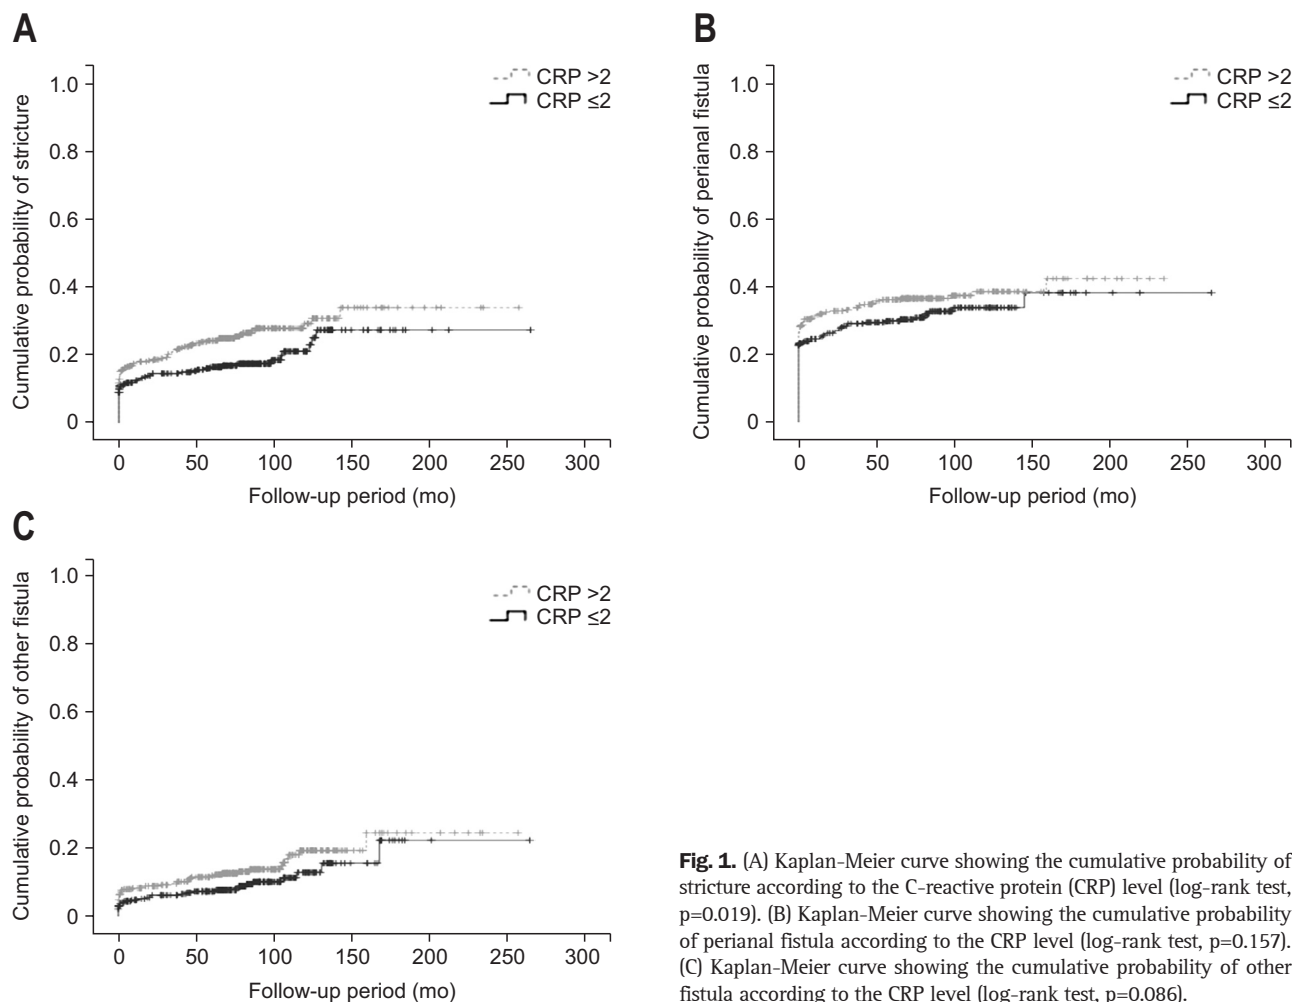 A
Cumulative probability of stricture
1.0
0.8
0.6
0.4
0.2
0
0 50 100 150 200 250 300
Follow-up period (mo)
CRP >2
CRP ≤2
B
Cumulative probability of perianal fistula
1.0
0.8
0.6
0.4
0.2
0
0 50 100 150 200 250 300
Follow-up period (mo)
CRP >2
CRP ≤2
C
Cumulative probability of other fistula
1.0
0.8
0.6
0.4
0.2
0
0 50 100 150 200 250 300
Follow-up period (mo)
CRP >2
CRP ≤2
Fig. 1. (A) Kaplan-Meier curve showing the cumulative probability of
stricture according to the C-reactive protein (CRP) level (log-rank test,
p=0.019). (B) Kaplan-Meier curve showing the cumulative probability
of perianal fistula according to the CRP level (log-rank test, p=0.157).
(C) Kaplan-Meier curve showing the cumulative probability of other
fistula according to the CRP level (log-rank test, p=0.086).